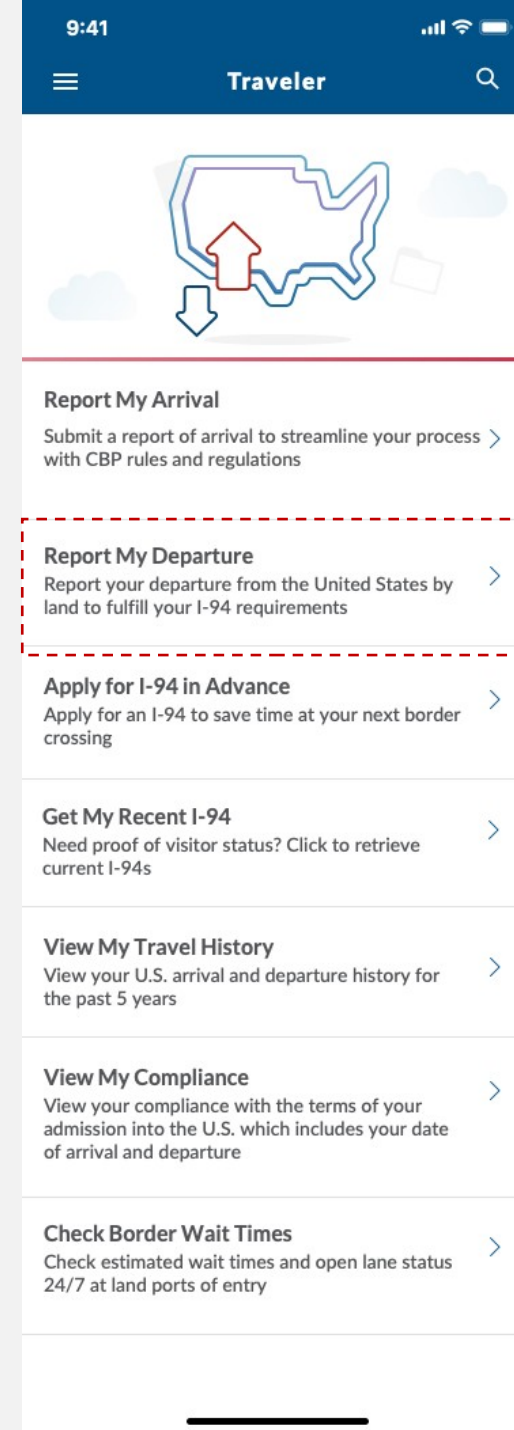 9:41
Traveler
Report My Arrival
Submit a report of arrival to streamline your process
with CBP rules and regulations
Report My Departure
Report your departure from the United States by
land to fulfill your I-94 requirements
Apply for I-94 in Advance
Apply for an I-94 to save time at your next border
crossing
Get My Recent I-94
Need proof of visitor status? Click to retrieve
current I-94s
View My Travel History
View your U.S. arrival and departure history for
the past 5 years
View My Compliance
View your compliance with the terms of your
admission into the U.S. which includes your date
of arrival and departure
Check Border Wait Times
Check estimated wait times and open lane status
24/7 at land ports of entry